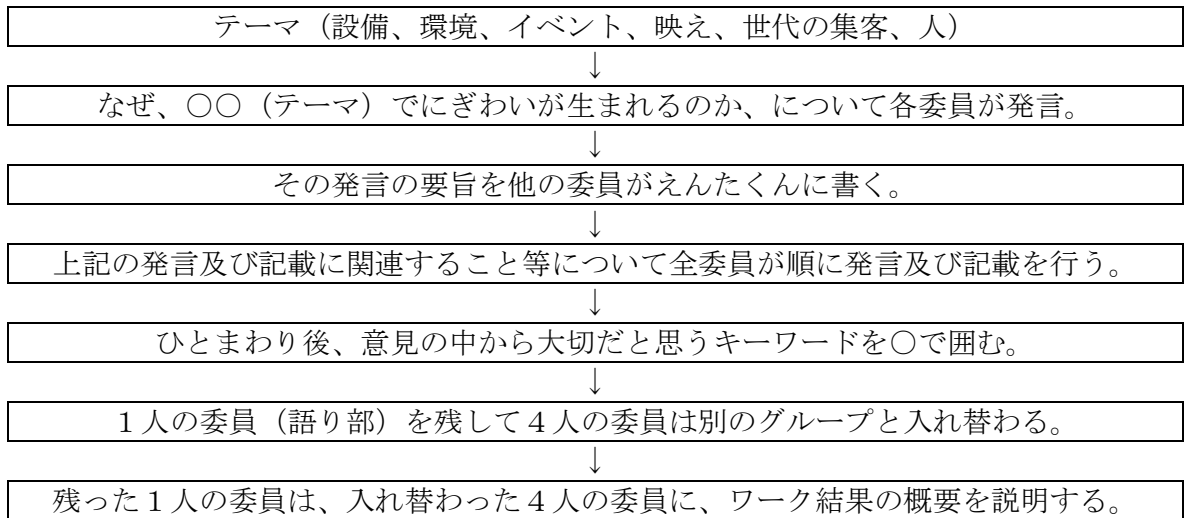 テーマ（設備、環境、イベント、映え、世代の集客、人）
↓
なぜ、○○（テーマ）でにぎわいが生まれるのか、について各委員が発言。
↓
その発言の要旨を他の委員がえんたくんに書く。
↓
上記の発言及び記載に関連すること等について全委員が順に発言及び記載を行う。
↓
ひとまわり後、意見の中から大切だと思うキーワードを○で囲む。
↓
１人の委員（語り部）を残して４人の委員は別のグループと入れ替わる。
↓
残った１人の委員は、入れ替わった４人の委員に、ワーク結果の概要を説明する。